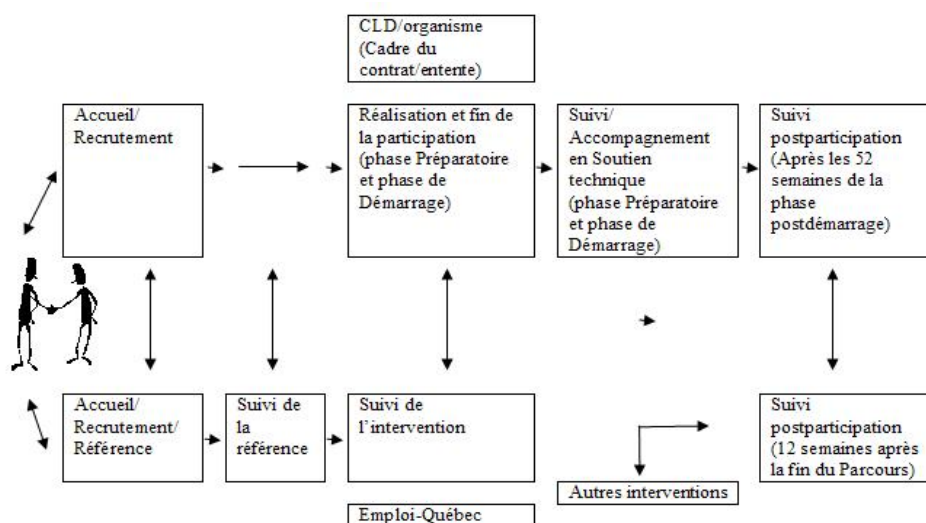 CLD/organisme
(Cadre du
contrat/entente)
Accueil/
Recrutement
Réalisation et fin de
la participation
(phase Préparatoire
et phase de
Démarrage)
Suivi/
Accompagnement
en Soutien
technique
(phase Préparatoire
et phase de
Démarrage)
Suivi
postparticipation
(Après les 52
semaines de la
phase
postdémarrage)
Accueil/
Recrutement/
Référence
Suivi de
la
référence
Suivi de
l’intervention
Suivi
postparticipation
(12 semaines après
la fin du Parcours)
Autres interventions
Emploi-Québec